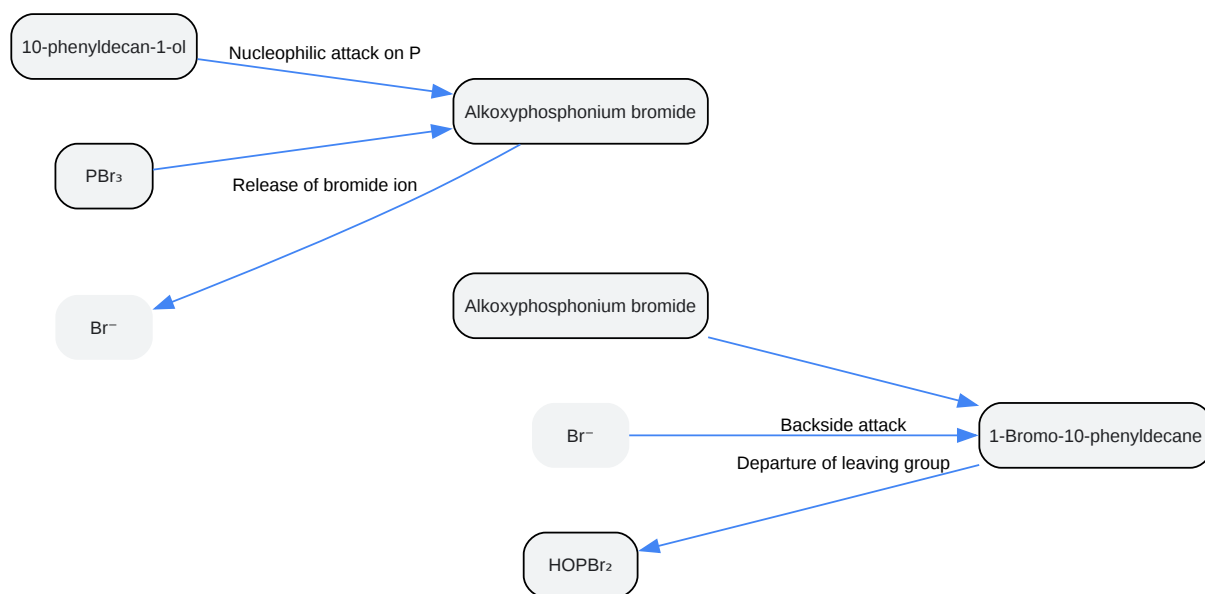 10-phenyldecan-1-ol
Nucleophilic attack on P
Alkoxyphosphonium bromide
PBr₃
Release of bromide ion
Br⁻
Alkoxyphosphonium bromide
Br⁻
Backside attack
1-Bromo-10-phenyldecane
Departure of leaving group
HOPBr₂